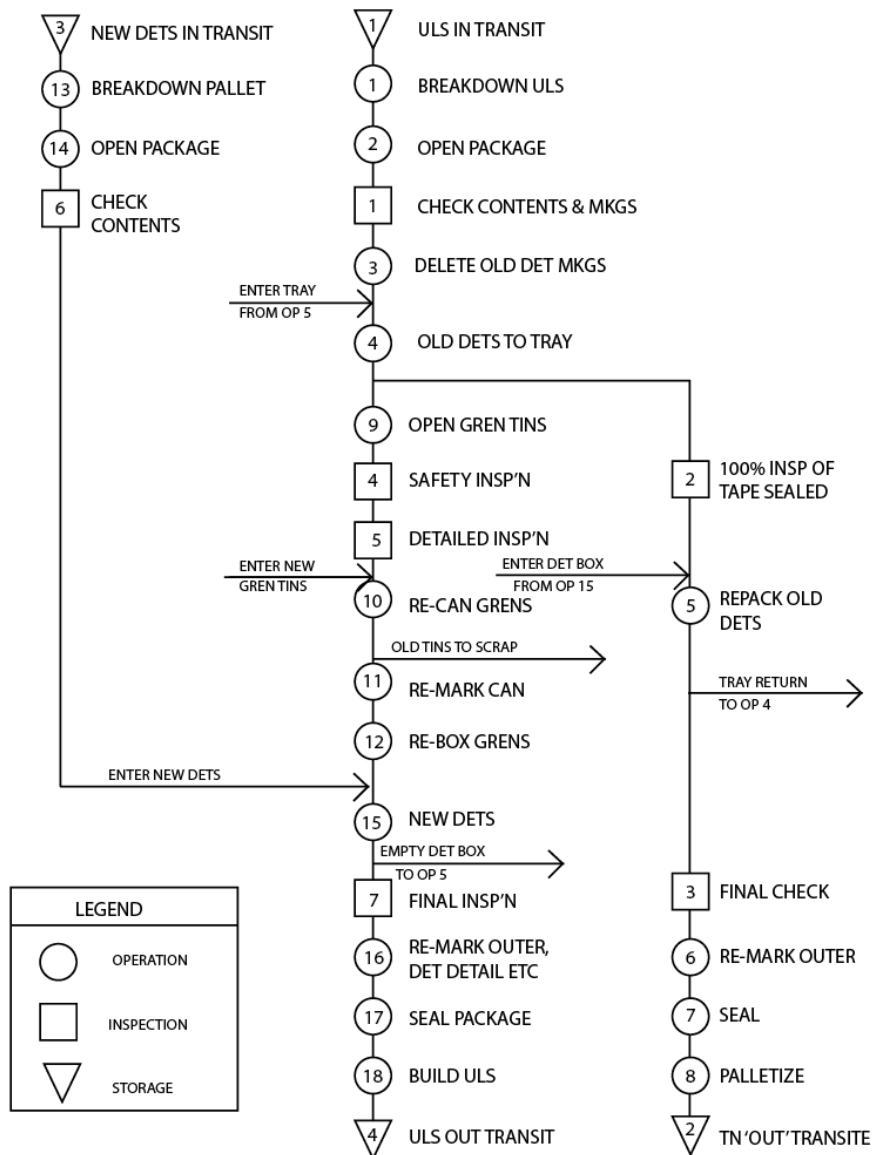 3 NEW DETS IN TRANSIT
13 BREAKDOWN PALLET
14 OPEN PACKAGE
6 CHECK
CONTENTS
1 ULS IN TRANSIT
1 BREAKDOWN ULS
2 OPEN PACKAGE
1 CHECK CONTENTS & MKGS
3 DELETE OLD DET MKGS
ENTER TRAY
FROM OP 5
4 OLD DETS TO TRAY
9 OPEN GREN TINS
4 SAFETY INSP'N
5 DETAILED INSP'N
ENTER NEW
GREN TINS
10 RE-CAN GRENS
OLD TINS TO SCRAP
11 RE-MARK CAN
12 RE-BOX GRENS
ENTER NEW DETS
15 NEW DETS
EMPTY DET BOX
TO OP 5
7 FINAL INSP'N
16 RE-MARK OUTER,
DET DETAIL ETC
17 SEAL PACKAGE
18 BUILD ULS
4 ULS OUT TRANSIT
2 100% INSP OF
TAPE SEALED
ENTER DET BOX
FROM OP 15
5 REPACK OLD
DETS
TRAY RETURN
TO OP 4
3 FINAL CHECK
6 RE-MARK OUTER
7 SEAL
8 PALLETIZE
2 TN 'OUT' TRANSITE
LEGEND
OPERATION
INSPECTION
STORAGE